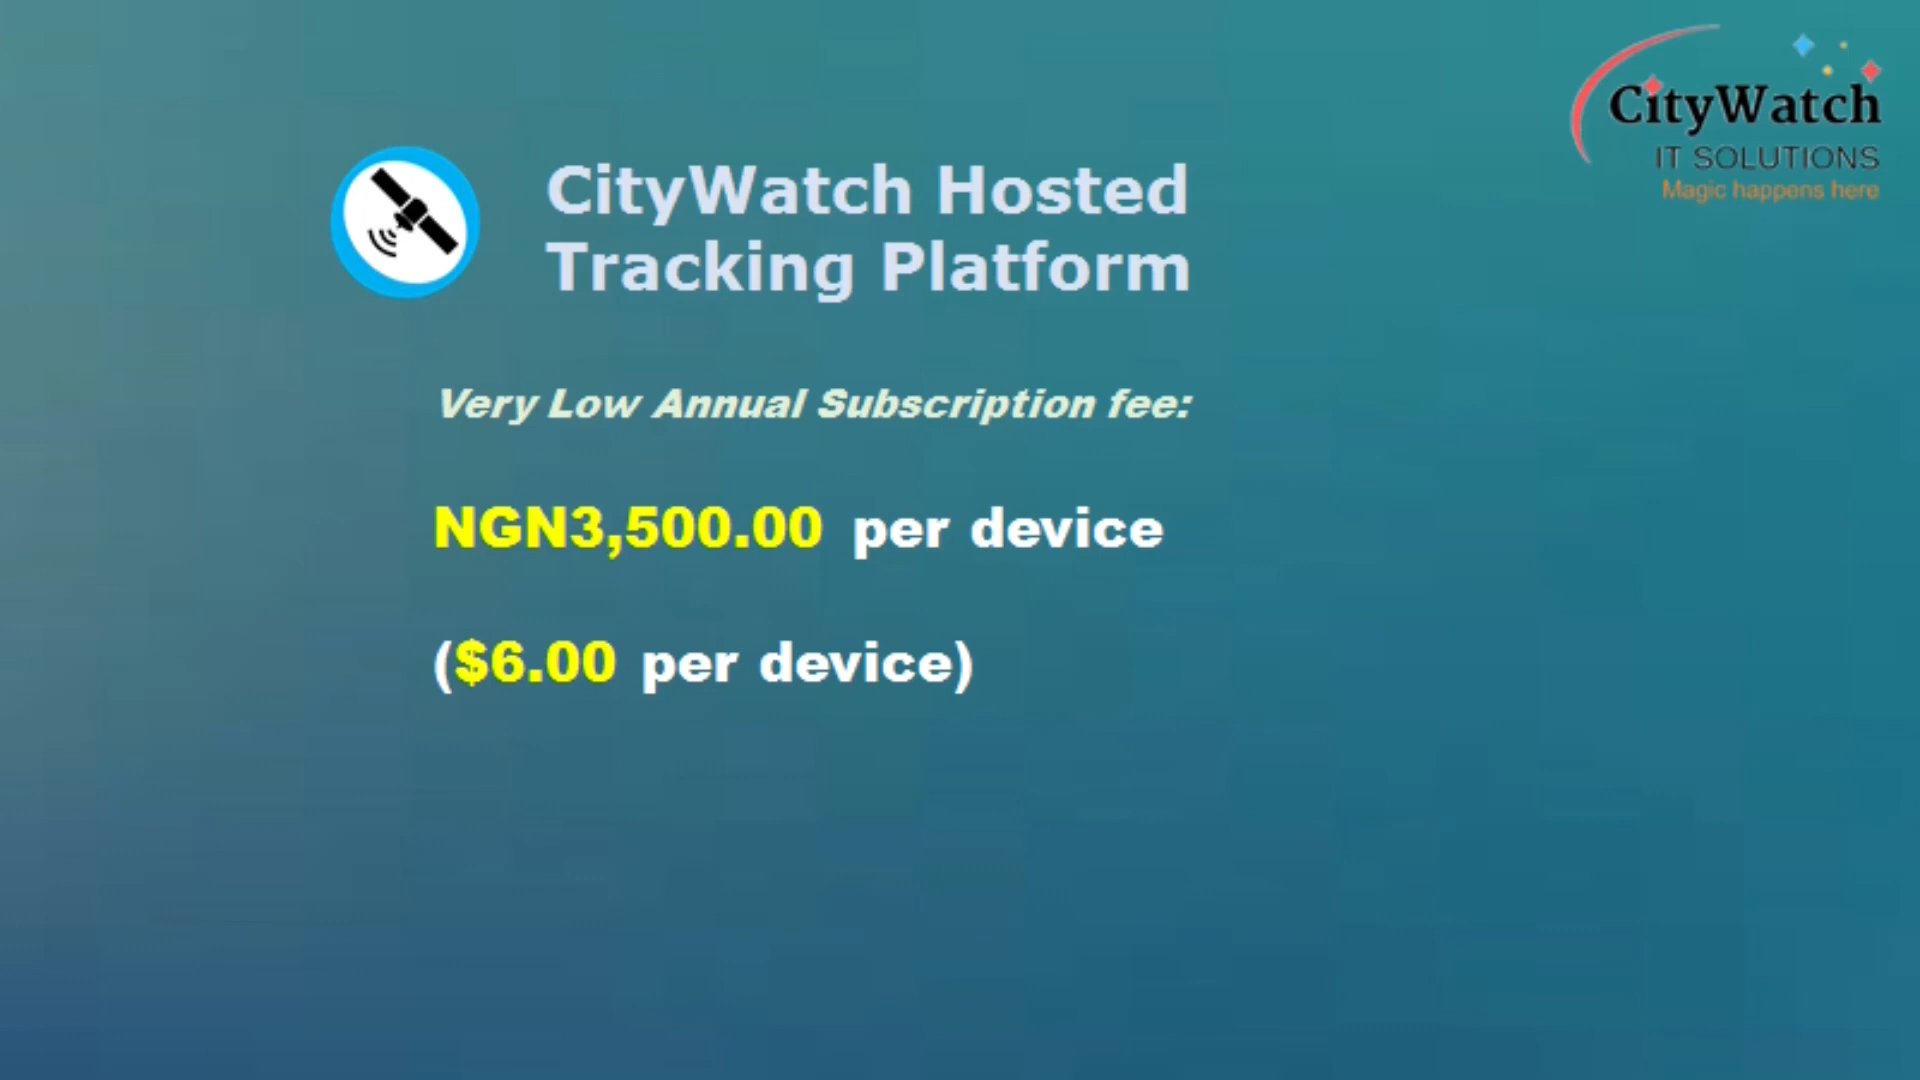 CityWatch
IT SOLUTIONS
Magic happens here
CityWatch Hosted
Tracking Platform
Very Low Annual Subscription fee:
NGN3,500.00 per device
($6.00 per device)